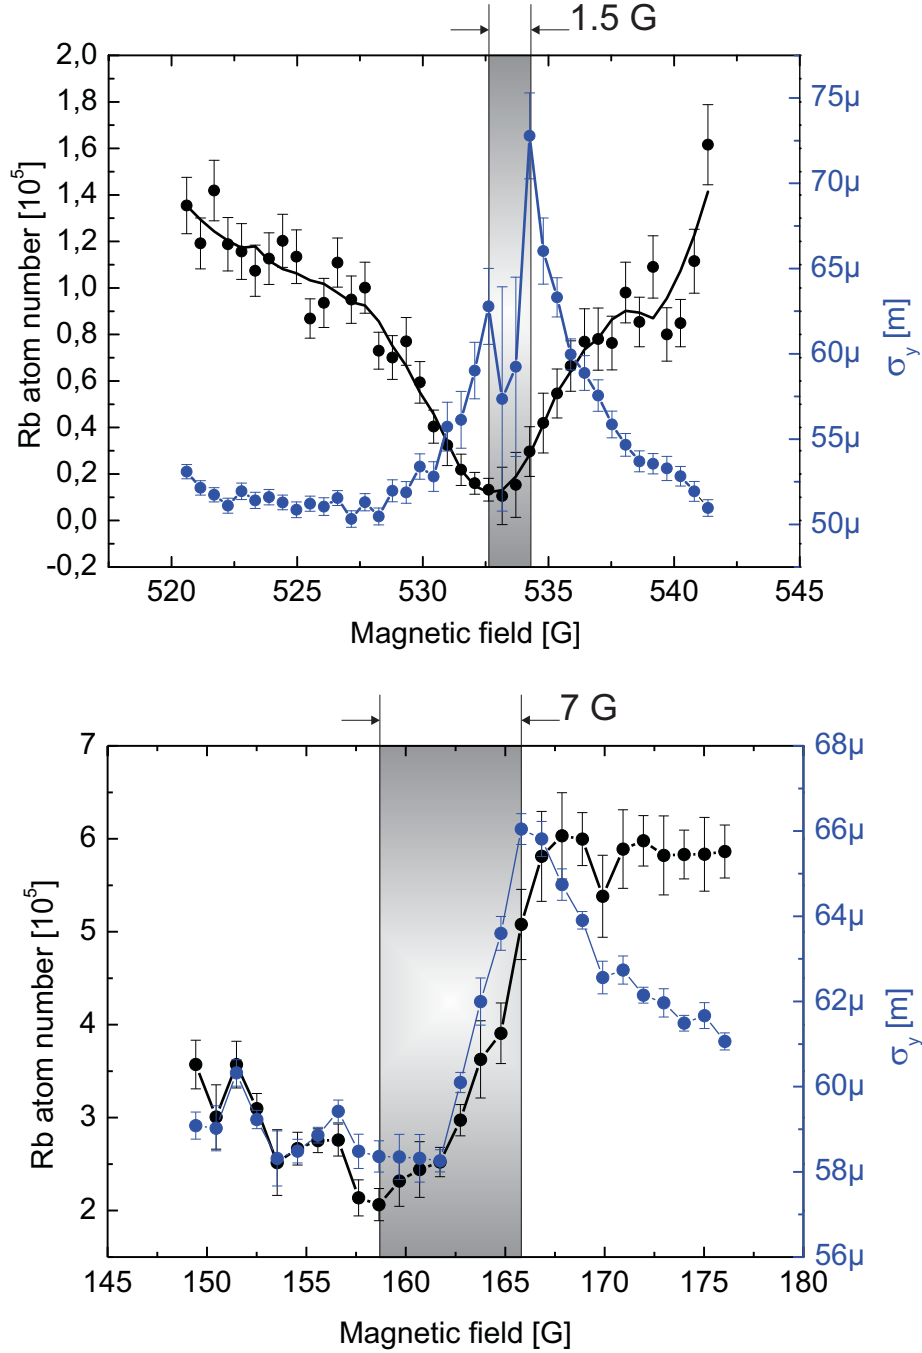 1.5 G
2,0
1,8
1,6
1,4
1,2
1,0
0,8
0,6
0,4
0,2
0,0
-0,2
Rb atom number [10^5]
75µ
70µ
65µ
60µ
55µ
50µ
σ_y [m]
520 525 530 535 540 545
Magnetic field [G]
7 G
7
6
5
4
3
2
Rb atom number [10^5]
68µ
66µ
64µ
62µ
60µ
58µ
56µ
σ_y [m]
145 150 155 160 165 170 175 180
Magnetic field [G]